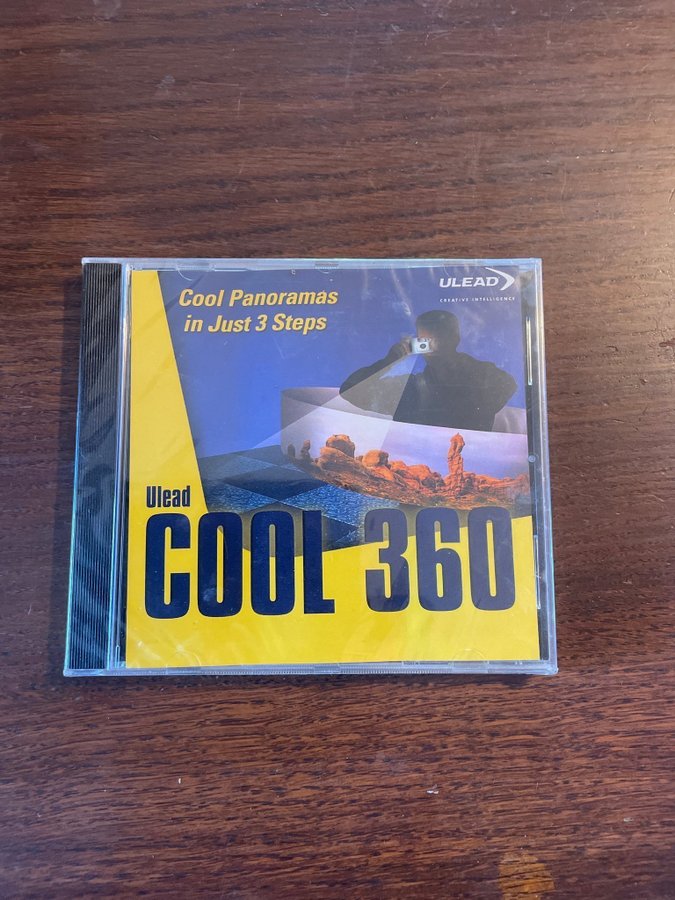 Cool Panoramas
in Just 3 Steps
ULEAD
CREATIVE INTELLIGENCE
Ulead
COOL 360